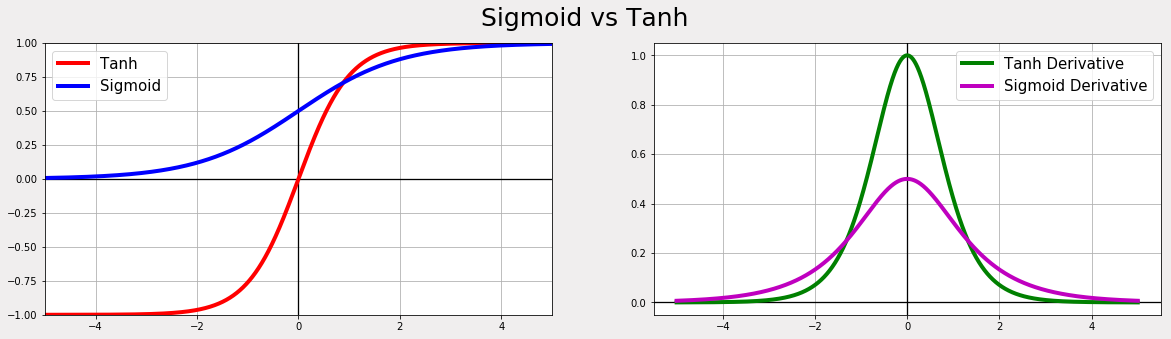 Sigmoid vs Tanh
Tanh
Sigmoid
1.00
0.75
0.50
0.25
0.00
−0.25
−0.50
−0.75
−1.00
−4 −2 0 2 4
Tanh Derivative
Sigmoid Derivative
1.0
0.8
0.6
0.4
0.2
0.0
−4 −2 0 2 4